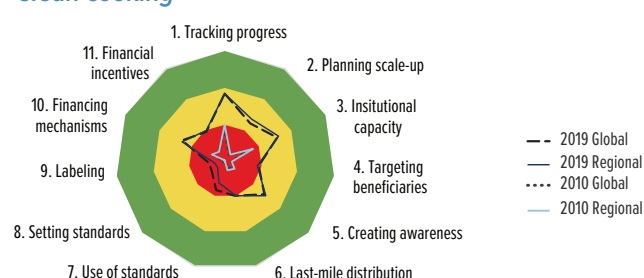 Clean cooking
1. Tracking progress
11. Financial
incentives
2. Planning scale-up
10. Financing
mechanisms
3. Insitutional
capacity
9. Labeling
4. Targeting
beneficiaries
8. Setting standards
5. Creating awareness
7. Use of standards
6. Last-mile distribution
2019 Global
2019 Regional
2010 Global
2010 Regional